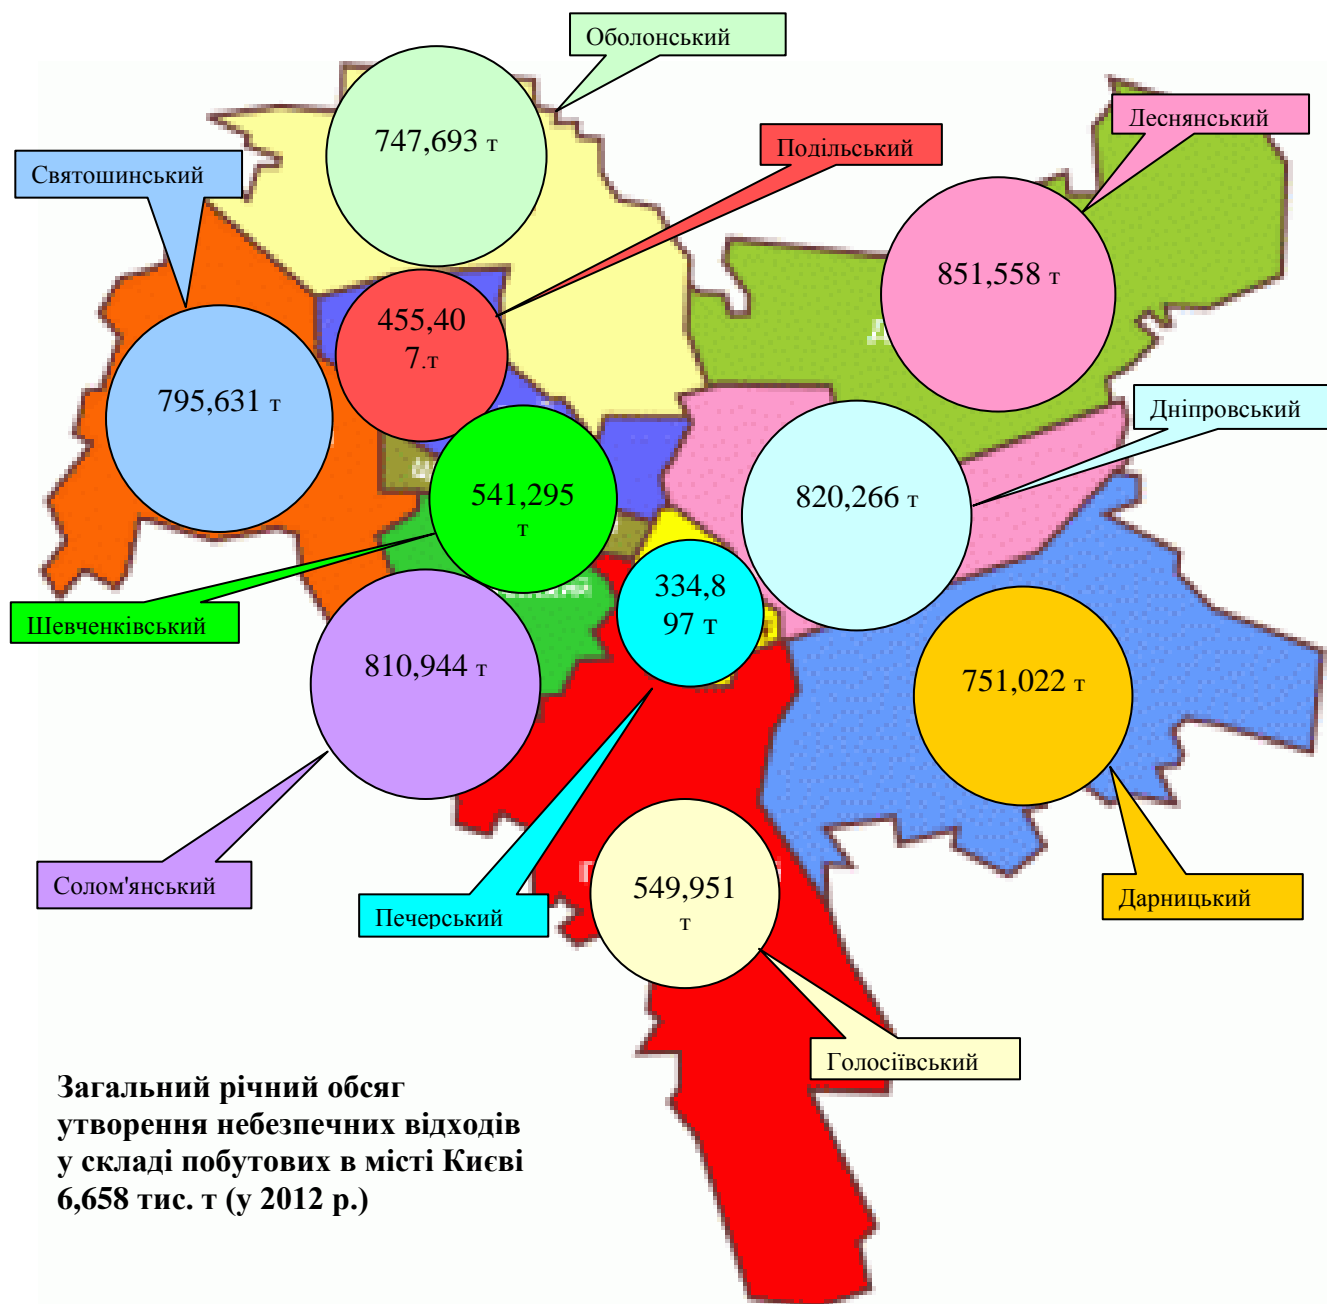 Оболонський
747,693 т
Деснянський
Подільський
Святошинський
851,558 т
455,40
7.т
795,631 т
Дніпровський
820,266 т
541,295
т
334,8
97 т
Шевченківський
810,944 т
751,022 т
Солом'янський
549,951
т
Печерський
Дарницький
Голосіївський
Загальний річний обсяг
утворення небезпечних відходів
у складі побутових в місті Києві
6,658 тис. т (у 2012 р.)